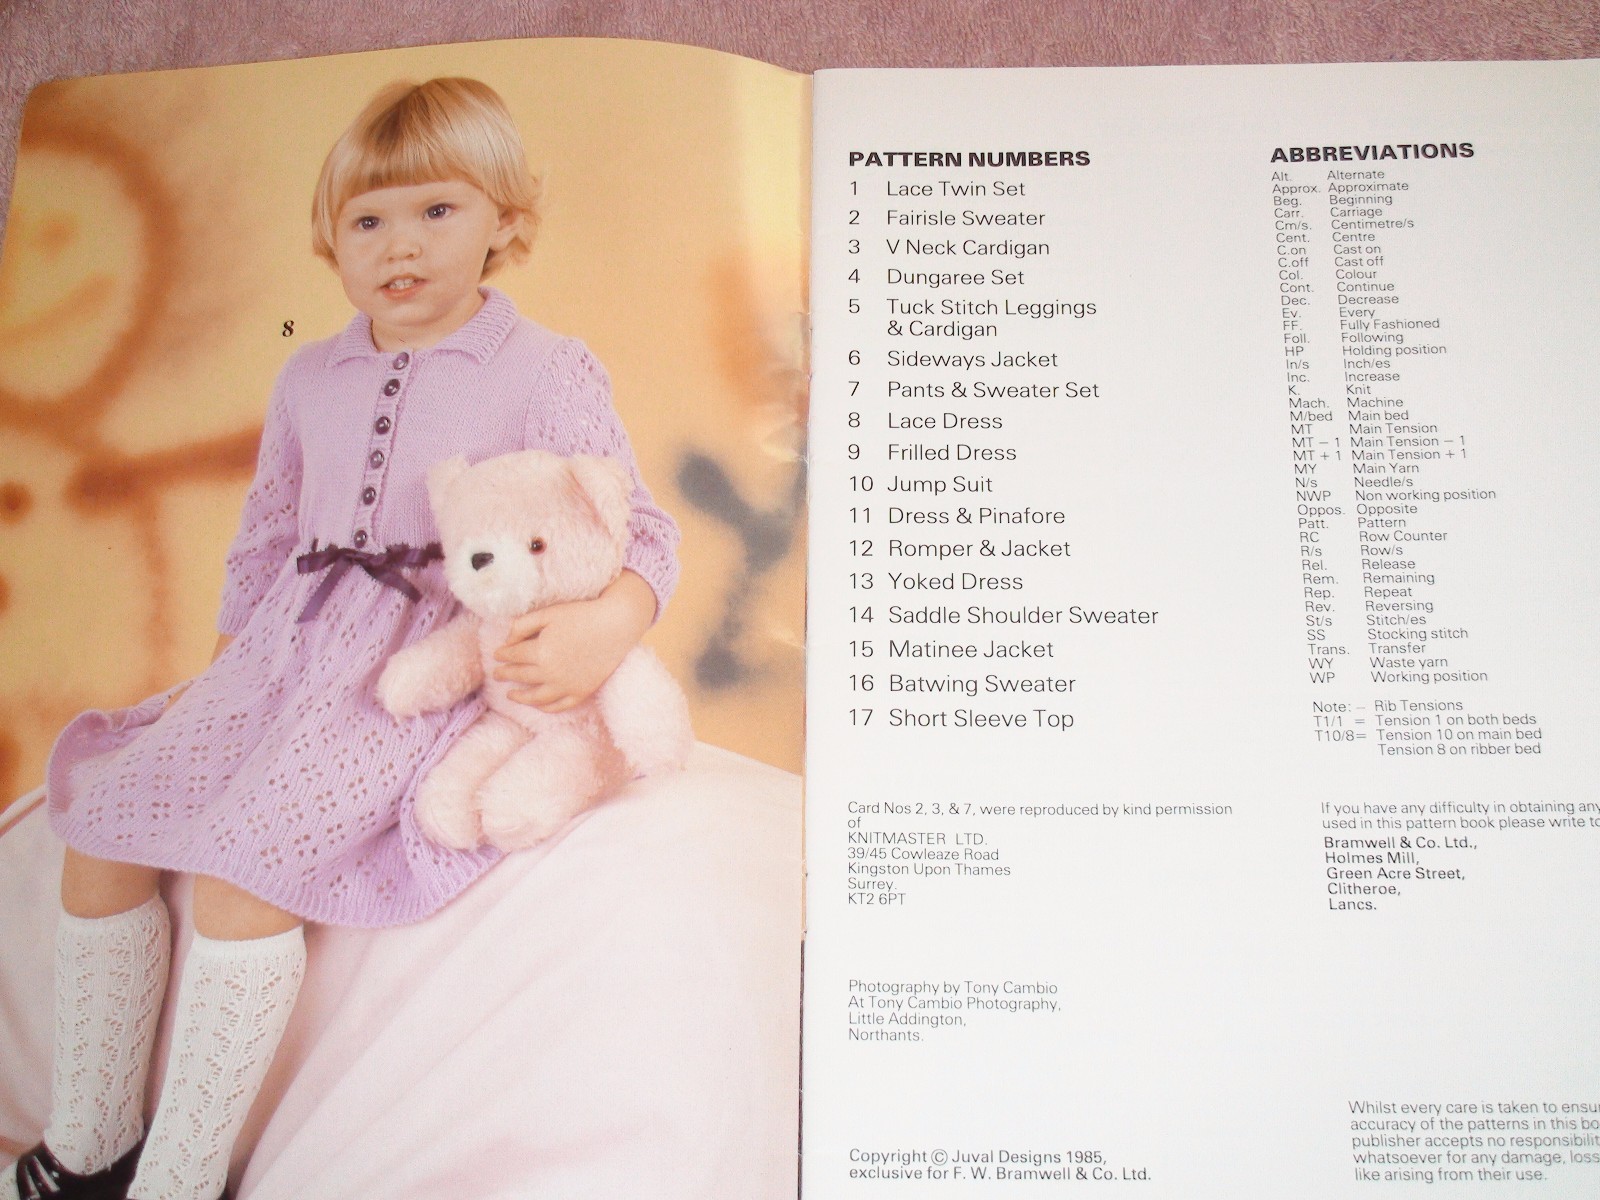 8
PATTERN NUMBERS
1 Lace Twin Set
2 Fairisle Sweater
3 V Neck Cardigan
4 Dungaree Set
5 Tuck Stitch Leggings
& Cardigan
6 Sideways Jacket
7 Pants & Sweater Set
8 Lace Dress
9 Frilled Dress
10 Jump Suit
11 Dress & Pinafore
12 Romper & Jacket
13 Yoked Dress
14 Saddle Shoulder Sweater
15 Matinee Jacket
16 Batwing Sweater
17 Short Sleeve Top
Card Nos 2, 3, & 7, were reproduced by kind permission
of
KNITMASTER LTD.
39/45 Cowleaze Road
Kingston Upon Thames
Surrey.
KT2 6PT
Photography by Tony Cambio
At Tony Cambio Photography,
Little Addington,
Northants.
Copyright © Juval Designs 1985,
exclusive for F. W. Bramwell & Co. Ltd.
ABBREVIATIONS
Alt. Alternate
Approx. Approximate
Beg. Beginning
Carr. Carriage
Cm/s. Centimetre/s
Cent. Centre
C.on Cast on
C.off Cast off
Col. Colour
Cont. Continue
Dec. Decrease
Ev. Every
FF. Fully Fashioned
Foll. Following
HP Holding position
In/s Inch/es
Inc. Increase
K. Knit
Mach. Machine
M/bed Main bed
MT Main Tension
MT – 1 Main Tension – 1
MT + 1 Main Tension + 1
MY Main Yarn
N/s Needle/s
NWP Non working position
Oppos. Opposite
Patt. Pattern
RC Row Counter
R/s Row/s
Rel. Release
Rem. Remaining
Rep. Repeat
Rev. Reversing
St/s Stitch/es
SS Stocking stitch
Trans. Transfer
WY Waste yarn
WP Working position
Note: – Rib Tensions
T1/1 = Tension 1 on both beds
T10/8= Tension 10 on main bed
Tension 8 on ribber bed
If you have any difficulty in obtaining any
used in this pattern book please write to
Bramwell & Co. Ltd.,
Holmes Mill,
Green Acre Street,
Clitheroe,
Lancs.
Whilst every care is taken to
accuracy of the patterns in this
publisher accepts no
whatsoever for any damage, loss
like arising from their use.